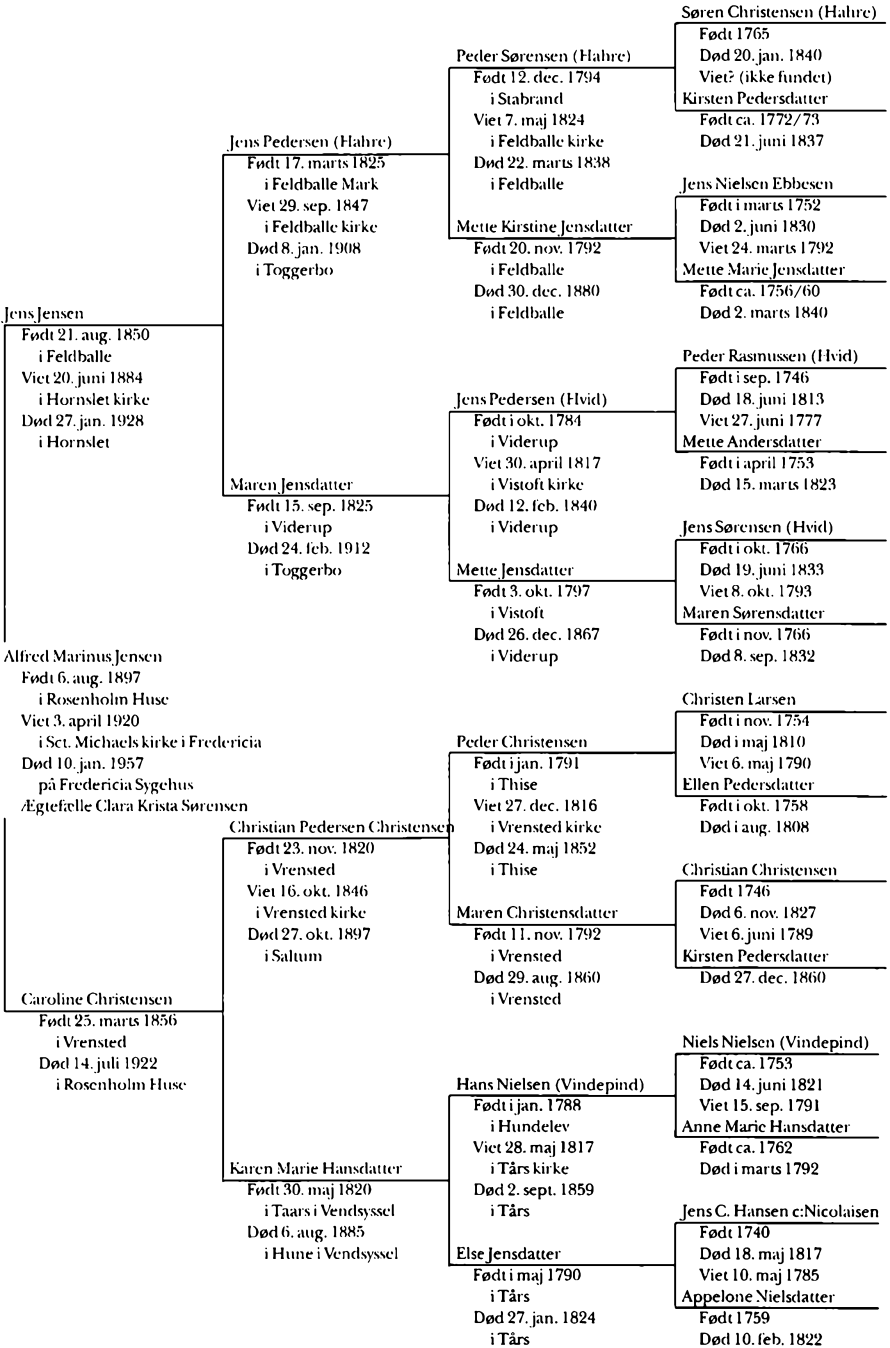 Alfred Marinus Jensen
Født 6. aug. 1897
i Rosenholm Huse
Viet 3. april 1920
i Sct. Michaels kirke i Fredericia
Død 10. jan. 1957
på Fredericia Sygehus
Ægtefælle Clara Krista Sørensen
Jens Jensen
Født 21. aug. 1850
i Feldballe
Viet 20. juni 1884
i Hornslet kirke
Død 27. jan. 1928
i Hornslet
Caroline Christensen
Født 25. marts 1856
i Vrensted
Død 14. juli 1922
i Rosenholm Huse
Jens Pedersen (Hahre)
Født 17. marts 1825
i Feldballe Mark
Viet 29. sep. 1847
i Feldballe kirke
Død 8. jan. 1908
i Toggerbo
Maren Jensdatter
Født 15. sep. 1825
i Viderup
Død 24. feb. 1912
i Toggerbo
Christian Pedersen Christensen
Født 23. nov. 1820
i Vrensted
Viet 16. okt. 1846
i Vrensted kirke
Død 27. okt. 1897
i Saltum
Karen Marie Hansdatter
Født 30. maj 1820
i Taars i Vendsyssel
Død 6. aug. 1885
i Hune i Vendsyssel
Peder Sørensen (Hahre)
Født 12. dec. 1794
i Stabrand
Viet 7. maj 1824
i Feldballe kirke
Død 22. marts 1838
i Feldballe
Mette Kirstine Jensdatter
Født 20. nov. 1792
i Feldballe
Død 30. dec. 1880
i Feldballe
Jens Pedersen (Hvid)
Født i okt. 1784
i Viderup
Viet 30. april 1817
i Vistoft kirke
Død 12. feb. 1840
i Viderup
Mette Jensdatter
Født 3. okt. 1797
i Vistoft
Død 26. dec. 1867
i Viderup
Peder Christensen
Født i jan. 1791
i Thise
Viet 27. dec. 1816
i Vrensted kirke
Død 24. maj 1852
i Thise
Maren Christensdatter
Født 11. nov. 1792
i Vrensted
Død 29. aug. 1860
i Vrensted
Hans Nielsen (Vindepind)
Født i jan. 1788
i Hundelev
Viet 28. maj 1817
i Tårs kirke
Død 2. sept. 1859
i Tårs
Else Jensdatter
Født i maj 1790
i Tårs
Død 27. jan. 1824
i Tårs
Søren Christensen (Hahre)
Født 1765
Død 20. jan. 1840
Viet? (ikke fundet)
Kirsten Pedersdatter
Født ca. 1772/73
Død 21. juni 1837
Jens Nielsen Ebbesen
Født i marts 1752
Død 2. juni 1830
Viet 24. marts 1792
Mette Marie Jensdatter
Født ca. 1756/60
Død 2. marts 1840
Peder Rasmussen (Hvid)
Født i sep. 1746
Død 18. juni 1813
Viet 27. juni 1777
Mette Andersdatter
Født i april 1753
Død 15. marts 1823
Jens Sørensen (Hvid)
Født i okt. 1766
Død 19. juni 1833
Viet 8. okt. 1793
Maren Sørensdatter
Født i nov. 1766
Død 8. sep. 1832
Christen Larsen
Født i nov. 1754
Død i maj 1810
Viet 6. maj 1790
Ellen Pedersdatter
Født i okt. 1758
Død i aug. 1808
Christian Christensen
Født 1746
Død 6. nov. 1827
Viet 6. juni 1789
Kirsten Pedersdatter
Død 27. dec. 1860
Niels Nielsen (Vindepind)
Født ca. 1753
Død 14. juni 1821
Viet 15. sep. 1791
Anne Marie Hansdatter
Født ca. 1762
Død i marts 1792
Jens C. Hansen c:Nicolaisen
Født 1740
Død 18. maj 1817
Viet 10. maj 1785
Appelone Nielsdatter
Født 1759
Død 10. feb. 1822